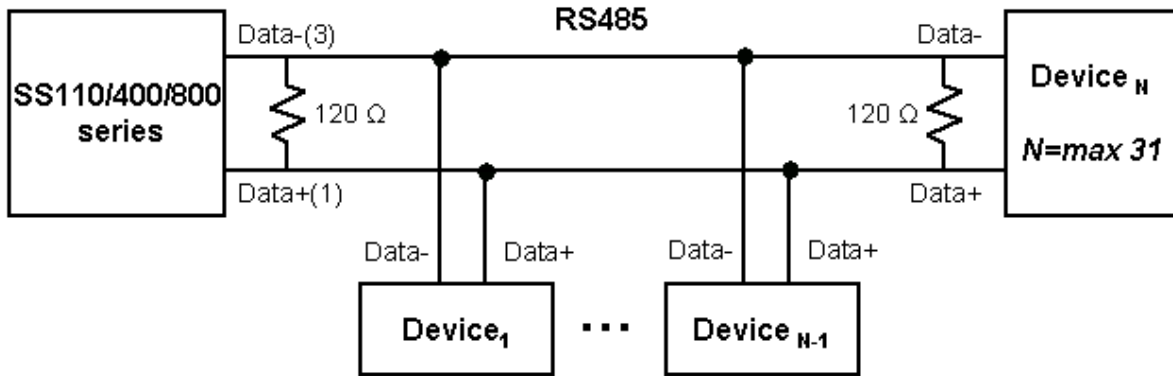 RS485
Data-(3)
Data-
SS110/400/800
series
120 Ω
120 Ω
Device N
N=max 31
Data+(1)
Data+
Data-
Data+
Data-
Data+
Device1
...
Device N-1